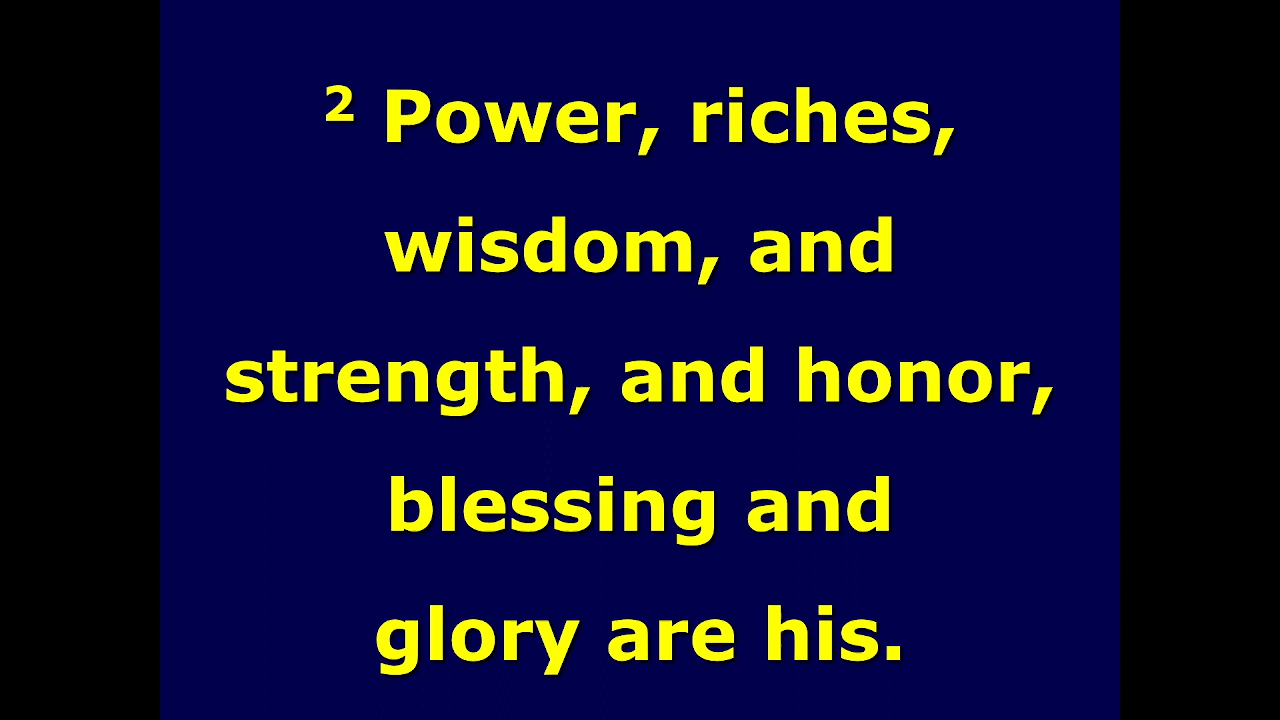 ² Power, riches,
wisdom, and
strength, and honor,
blessing and
glory are his.